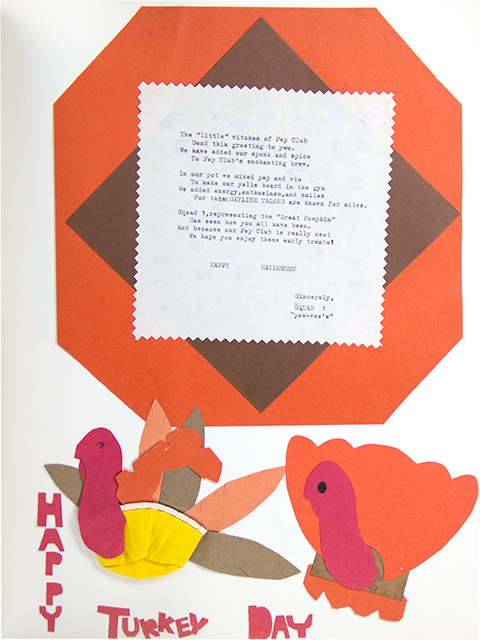 The "little" witches of Pep Club
Send this greeting to you.
We have added our spunk and spice
To Pep Club's enchanting brew.
In our pot we mixed pep and vim
To make our yells heard in the gym
We added energy,enthusiasm,and smiles
For this SKYLINE TALONS are known for miles.
Squad 1,representing the "Great Pumpkin"
Has seen how you all have been.
And because our Pep Club is really neat
We hope you enjoy these early treats!
HAPPY HALLOWEEN
Sincerely,
SQUAD 1
"pee-wee's"
HAPPY
TURKEY DAY